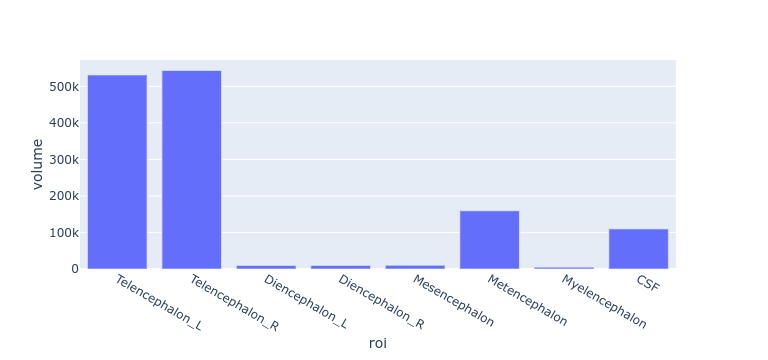 500k
400k
300k
200k
100k
0
volume
Telencephalon_L
Telencephalon_R
Diencephalon_L
Diencephalon_R
Mesencephalon
Metencephalon
Myelencephalon
CSF
roi